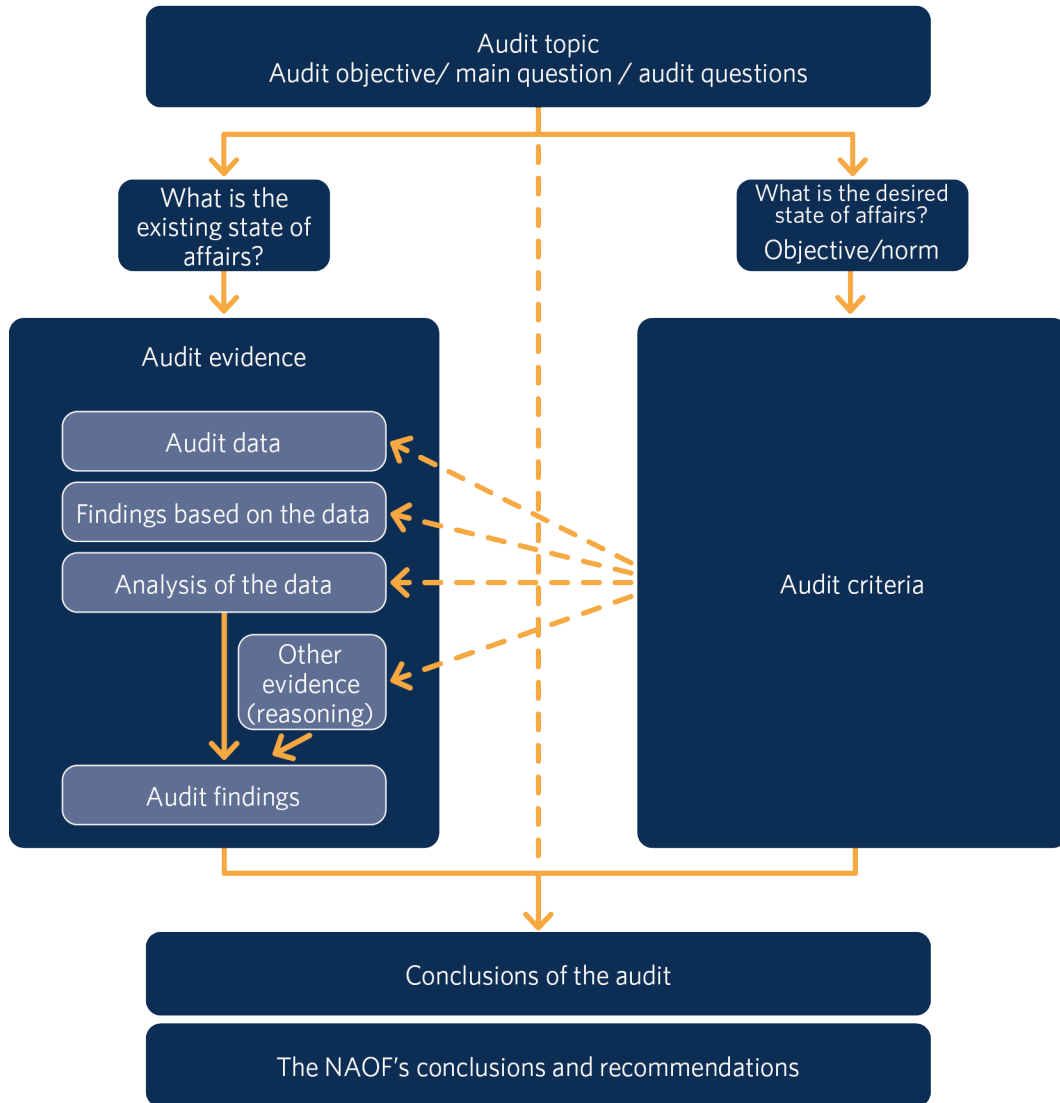 Audit topic
Audit objective/ main question / audit questions
What is the
existing state of
affairs?
What is the desired
state of affairs?
Objective/norm
Audit evidence
Audit data
Findings based on the data
Analysis of the data
Other
evidence
(reasoning)
Audit findings
Audit criteria
Conclusions of the audit
The NAOF’s conclusions and recommendations